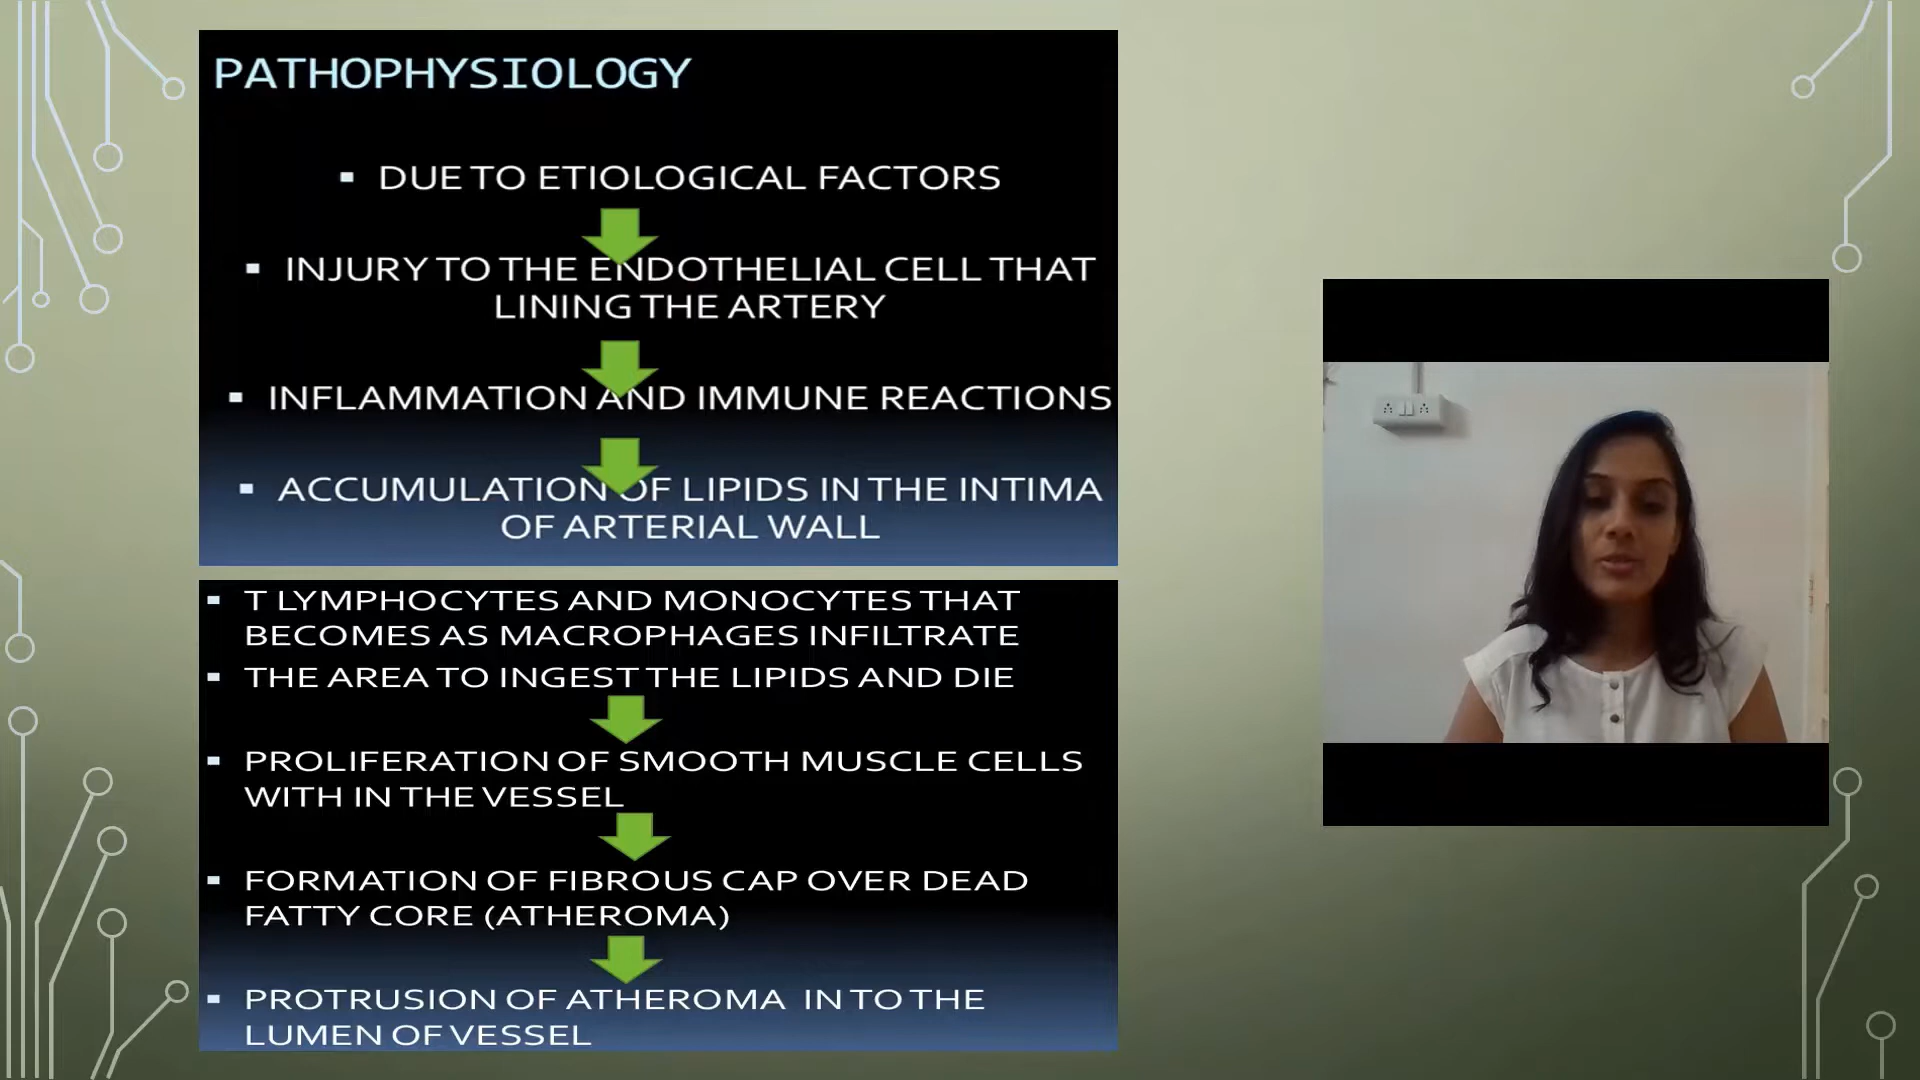 PATHOPHYSIOLOGY
▪ DUE TO ETIOLOGICAL FACTORS
▪ INJURY TO THE ENDOTHELIAL CELL THAT
LINING THE ARTERY
▪ INFLAMMATION AND IMMUNE REACTIONS
▪ ACCUMULATION OF LIPIDS IN THE INTIMA
OF ARTERIAL WALL
▪ T LYMPHOCYTES AND MONOCYTES THAT
BECOMES AS MACROPHAGES INFILTRATE
▪ THE AREA TO INGEST THE LIPIDS AND DIE
▪ PROLIFERATION OF SMOOTH MUSCLE CELLS
WITH IN THE VESSEL
▪ FORMATION OF FIBROUS CAP OVER DEAD
FATTY CORE (ATHEROMA)
▪ PROTRUSION OF ATHEROMA IN TO THE
LUMEN OF VESSEL